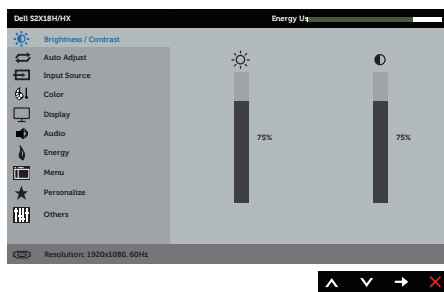 Dell S2X18H/HX
Energy Us
Brightness / Contrast
Auto Adjust
Input Source
Color
Display
Audio
Energy
Menu
Personalize
Others
75%
75%
Resolution: 1920x1080, 60Hz